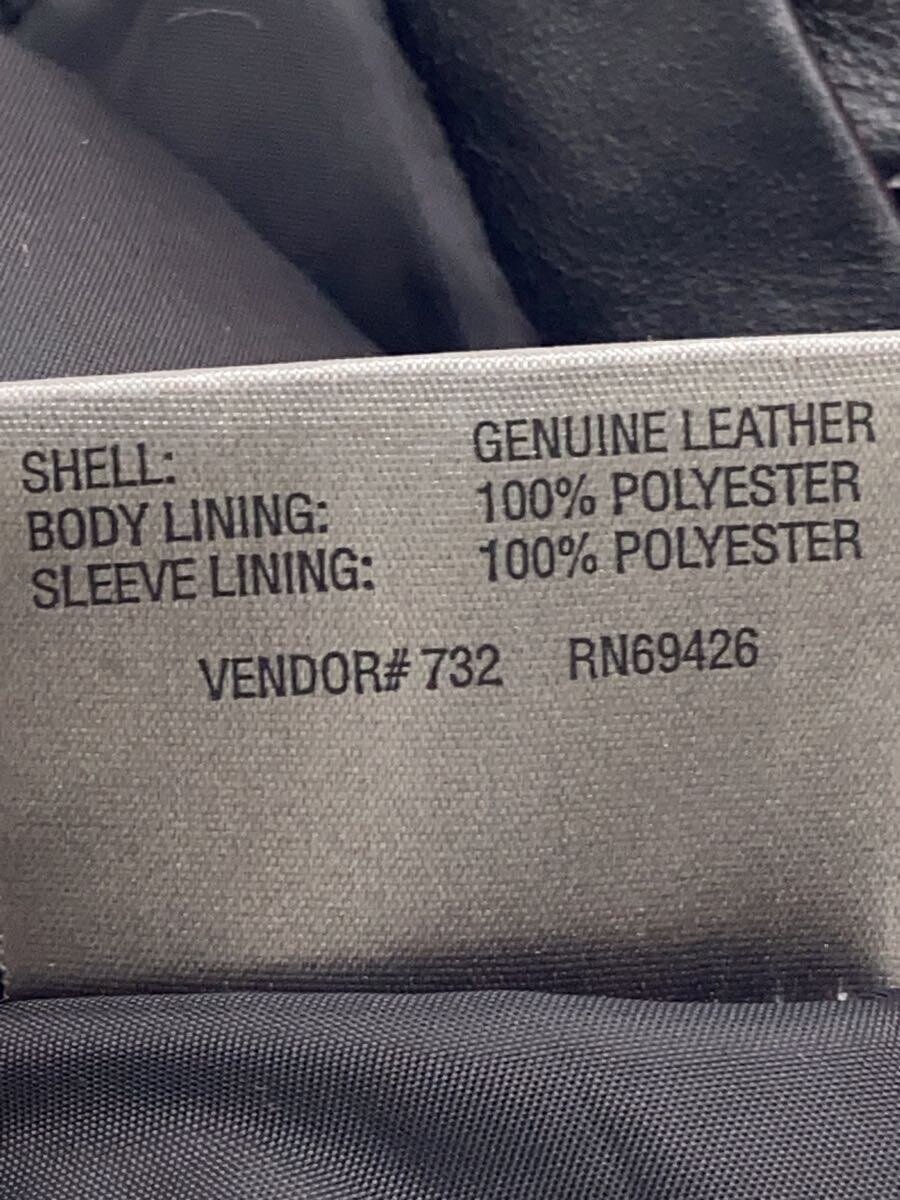 SHELL: GENUINE LEATHER
BODY LINING: 100% POLYESTER
SLEEVE LINING: 100% POLYESTER
VENDOR# 732 RN69426